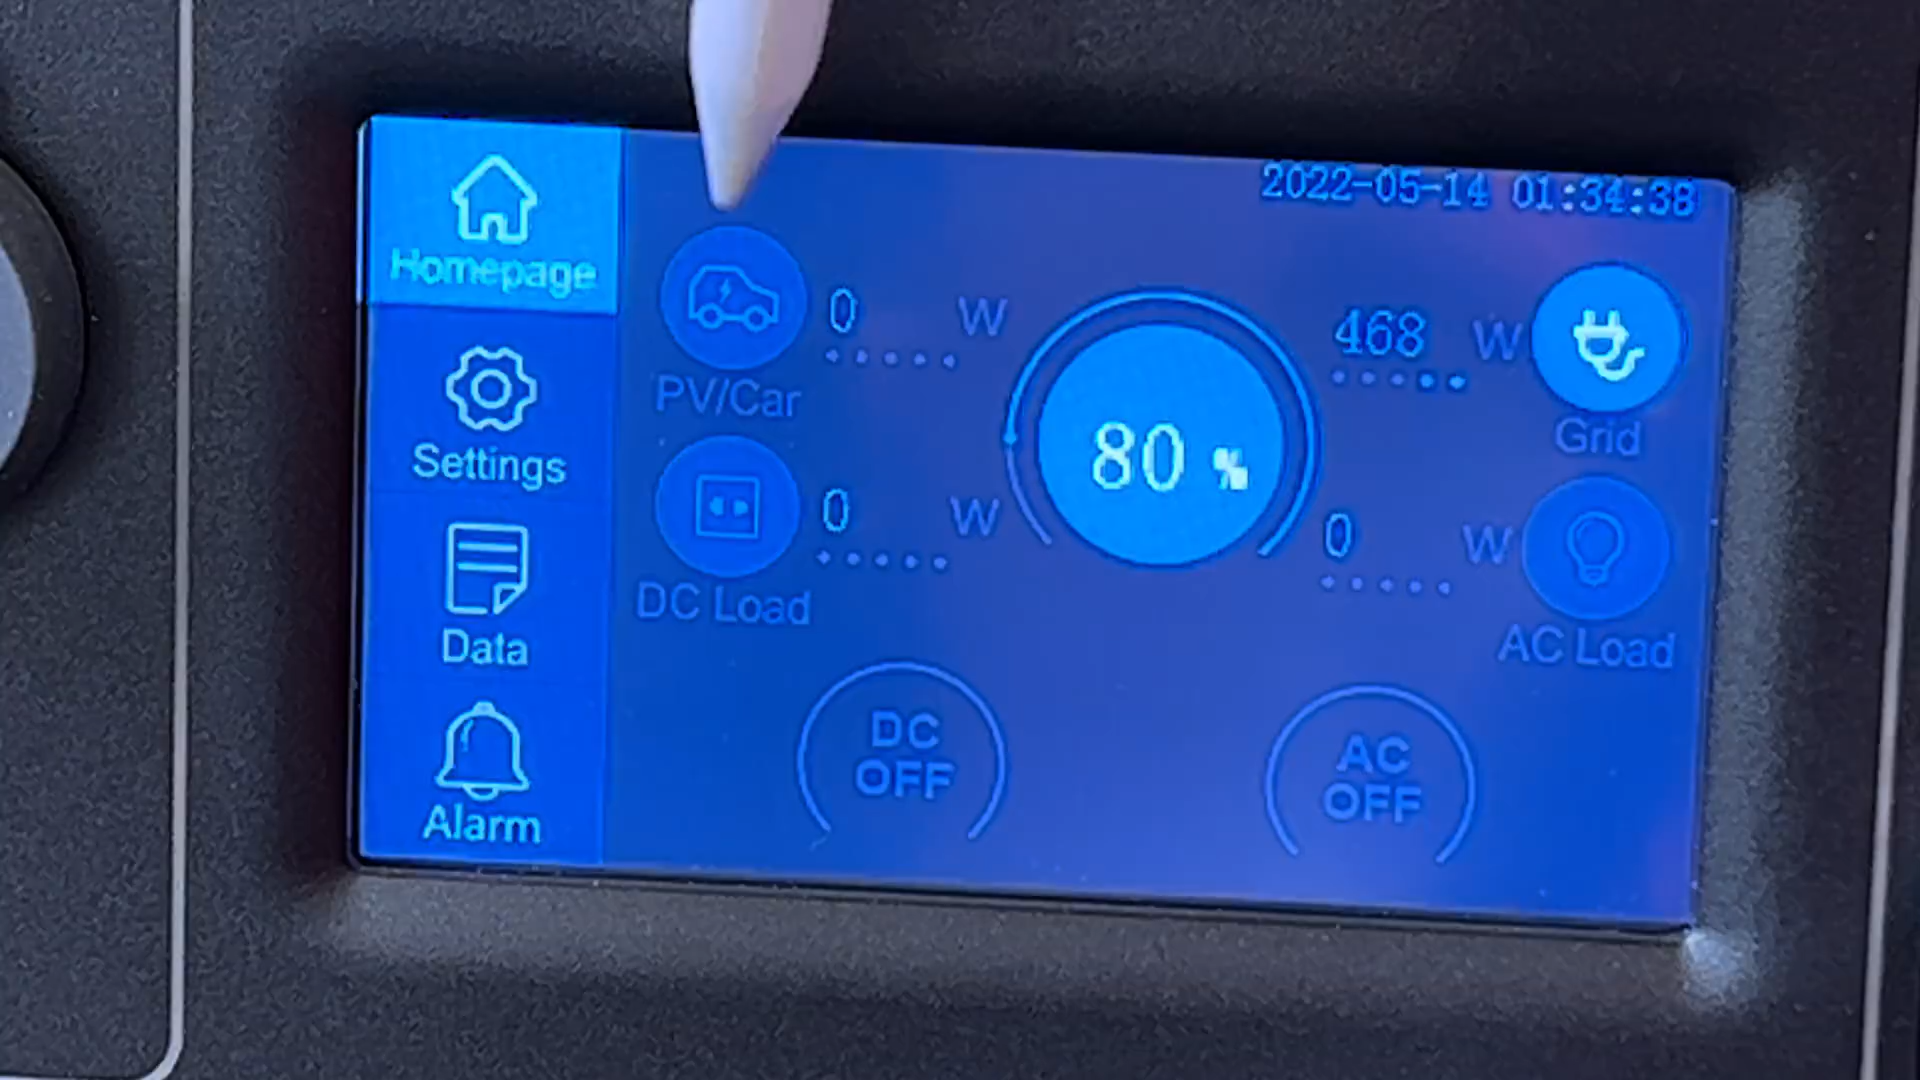 2022-05-14 01:34:38
Homepage
Settings
Data
Alarm
0 W
PV/Car
0 W
DC Load
80 %
468 W
Grid
0 W
AC Load
DC
OFF
AC
OFF